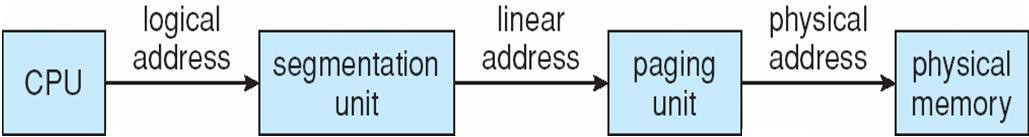 CPU
logical
address
segmentation
unit
linear
address
paging
unit
physical
address
physical
memory